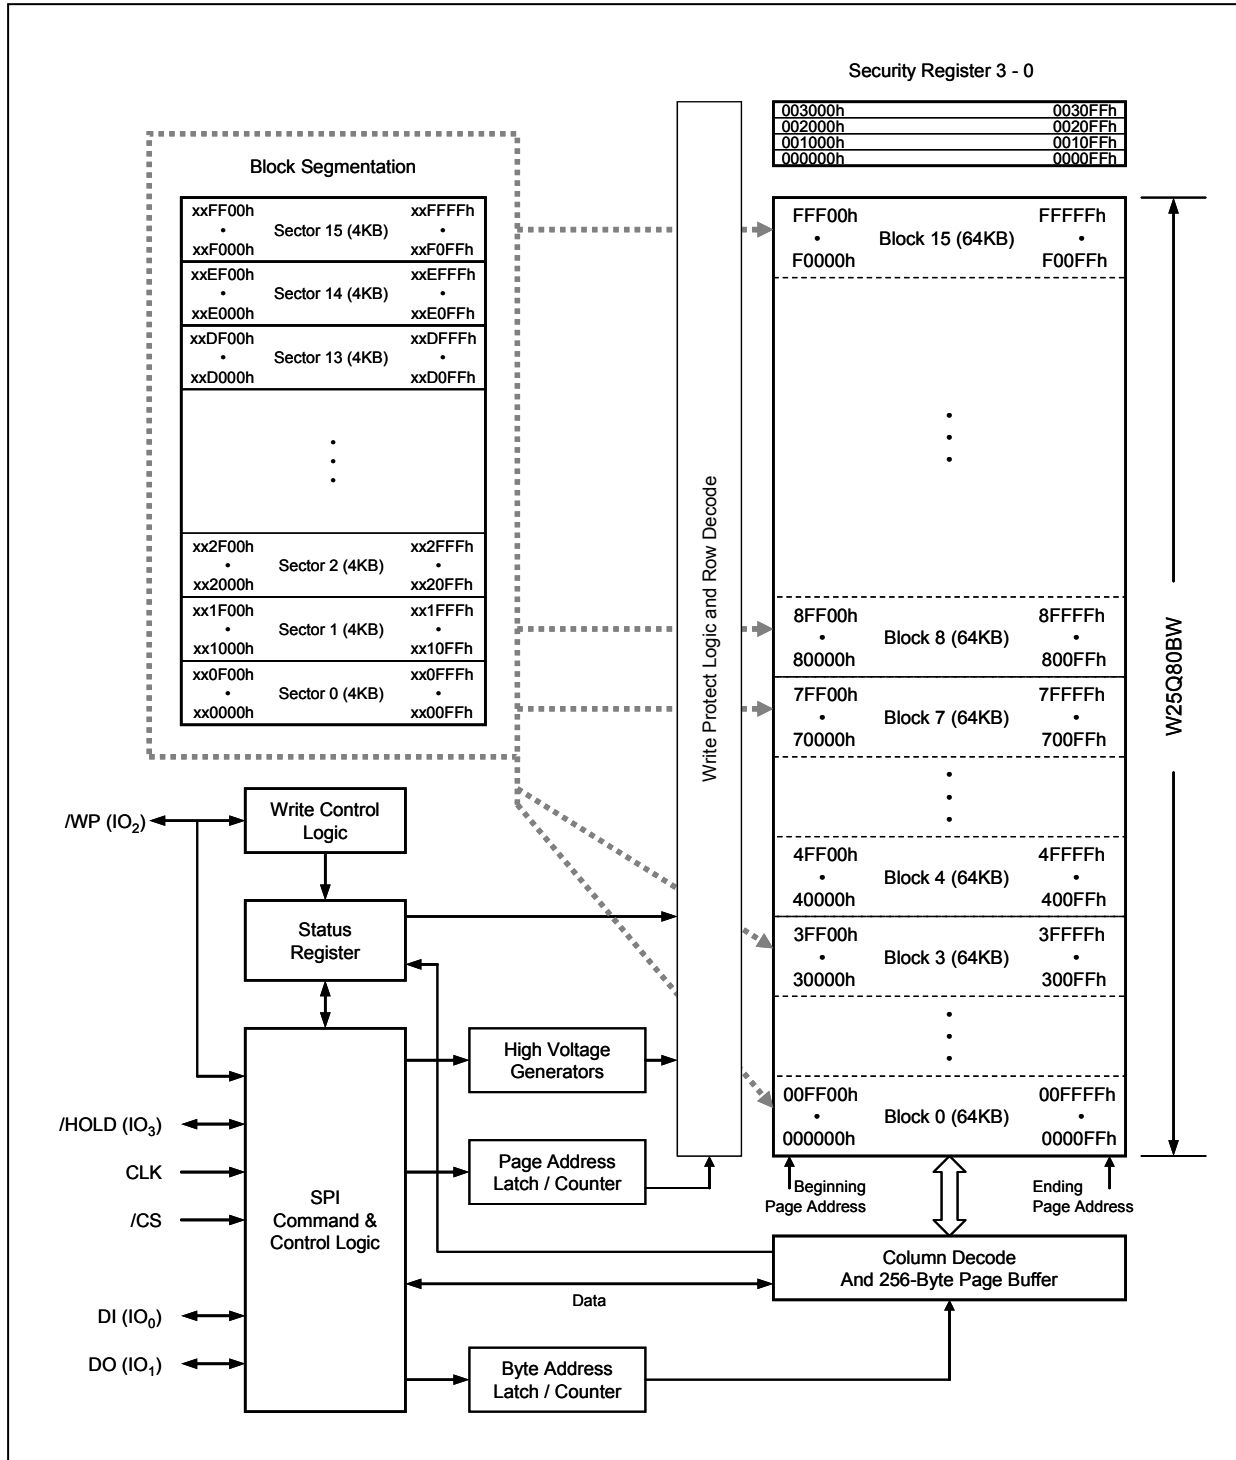 Security Register 3 - 0
003000h 0030FFh
002000h 0020FFh
001000h 0010FFh
000000h 0000FFh
Block Segmentation
xxFF00h xxFFFFh
• Sector 15 (4KB) •
xxF000h xxF0FFh
xxEF00h xxEFFFh
• Sector 14 (4KB) •
xxE000h xxE0FFh
xxDF00h xxDFFFh
• Sector 13 (4KB) •
xxD000h xxD0FFh
xx2F00h xx2FFFh
• Sector 2 (4KB) •
xx2000h xx20FFh
xx1F00h xx1FFFh
• Sector 1 (4KB) •
xx1000h xx10FFh
xx0F00h xx0FFFh
• Sector 0 (4KB) •
xx0000h xx00FFh
Write Protect Logic and Row Decode
FFF00h FFFFFh
• Block 15 (64KB) •
F0000h F00FFh
8FF00h 8FFFFh
• Block 8 (64KB) •
80000h 800FFh
7FF00h 7FFFFh
• Block 7 (64KB) •
70000h 700FFh
4FF00h 4FFFFh
• Block 4 (64KB) •
40000h 400FFh
3FF00h 3FFFFh
• Block 3 (64KB) •
30000h 300FFh
00FF00h 00FFFFh
• Block 0 (64KB) •
000000h 0000FFh
W25Q80BW
Beginning
Page Address
Ending
Page Address
/WP (IO2)
Write Control
Logic
Status
Register
High Voltage
Generators
/HOLD (IO3)
CLK
/CS
DI (IO0)
DO (IO1)
SPI
Command &
Control Logic
Page Address
Latch / Counter
Column Decode
And 256-Byte Page Buffer
Data
Byte Address
Latch / Counter